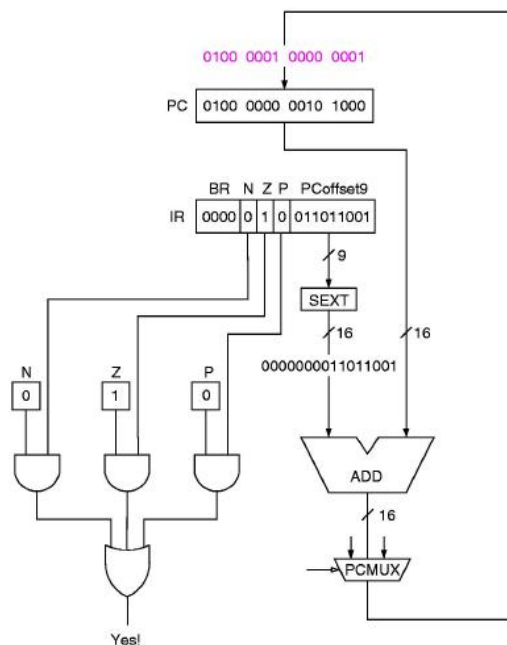 0100 0001 0000 0001
PC 0100 0000 0010 1000
BR N Z P PCoffset9
IR 0000 0 1 0 011011001
9
SEXT
16 16
0000000011011001
N Z P
0 1 0
ADD
16
PCMUX
Yes!